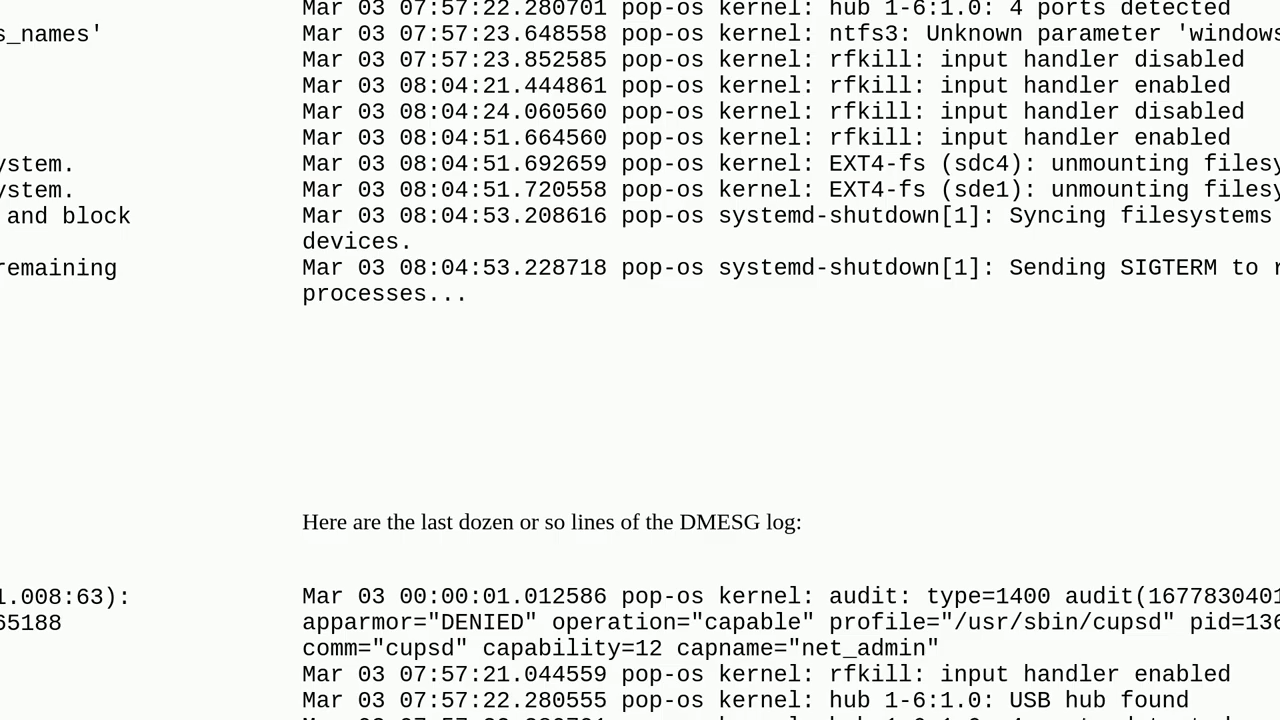 s_names'
ystem.
ystem.
and block
remaining
1.008:63):
65188
Mar 03 07:57:22.280701 pop-os kernel: hub 1-6:1.0: 4 ports detected
Mar 03 07:57:23.648558 pop-os kernel: ntfs3: Unknown parameter 'windows
Mar 03 07:57:23.852585 pop-os kernel: rfkill: input handler disabled
Mar 03 08:04:21.444861 pop-os kernel: rfkill: input handler enabled
Mar 03 08:04:24.060560 pop-os kernel: rfkill: input handler disabled
Mar 03 08:04:51.664560 pop-os kernel: rfkill: input handler enabled
Mar 03 08:04:51.692659 pop-os kernel: EXT4-fs (sdc4): unmounting filesy
Mar 03 08:04:51.720558 pop-os kernel: EXT4-fs (sde1): unmounting filesy
Mar 03 08:04:53.208616 pop-os systemd-shutdown[1]: Syncing filesystems
devices.
Mar 03 08:04:53.228718 pop-os systemd-shutdown[1]: Sending SIGTERM to r
processes...
Here are the last dozen or so lines of the DMESG log:
Mar 03 00:00:01.012586 pop-os kernel: audit: type=1400 audit(1677830401
apparmor="DENIED" operation="capable" profile="/usr/sbin/cupsd" pid=136
comm="cupsd" capability=12 capname="net_admin"
Mar 03 07:57:21.044559 pop-os kernel: rfkill: input handler enabled
Mar 03 07:57:22.280555 pop-os kernel: hub 1-6:1.0: USB hub found